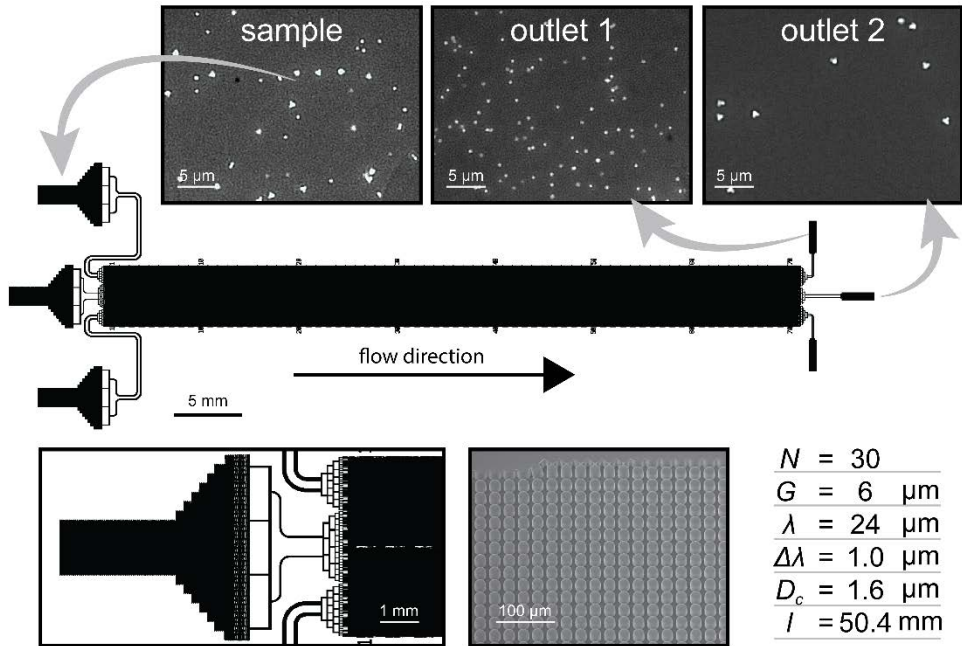 sample
outlet 1
outlet 2
5 µm
5 µm
5 µm
flow direction
5 mm
1 mm
100 µm
N = 30
G = 6 µm
λ = 24 µm
Δλ = 1.0 µm
D_c = 1.6 µm
l = 50.4 mm